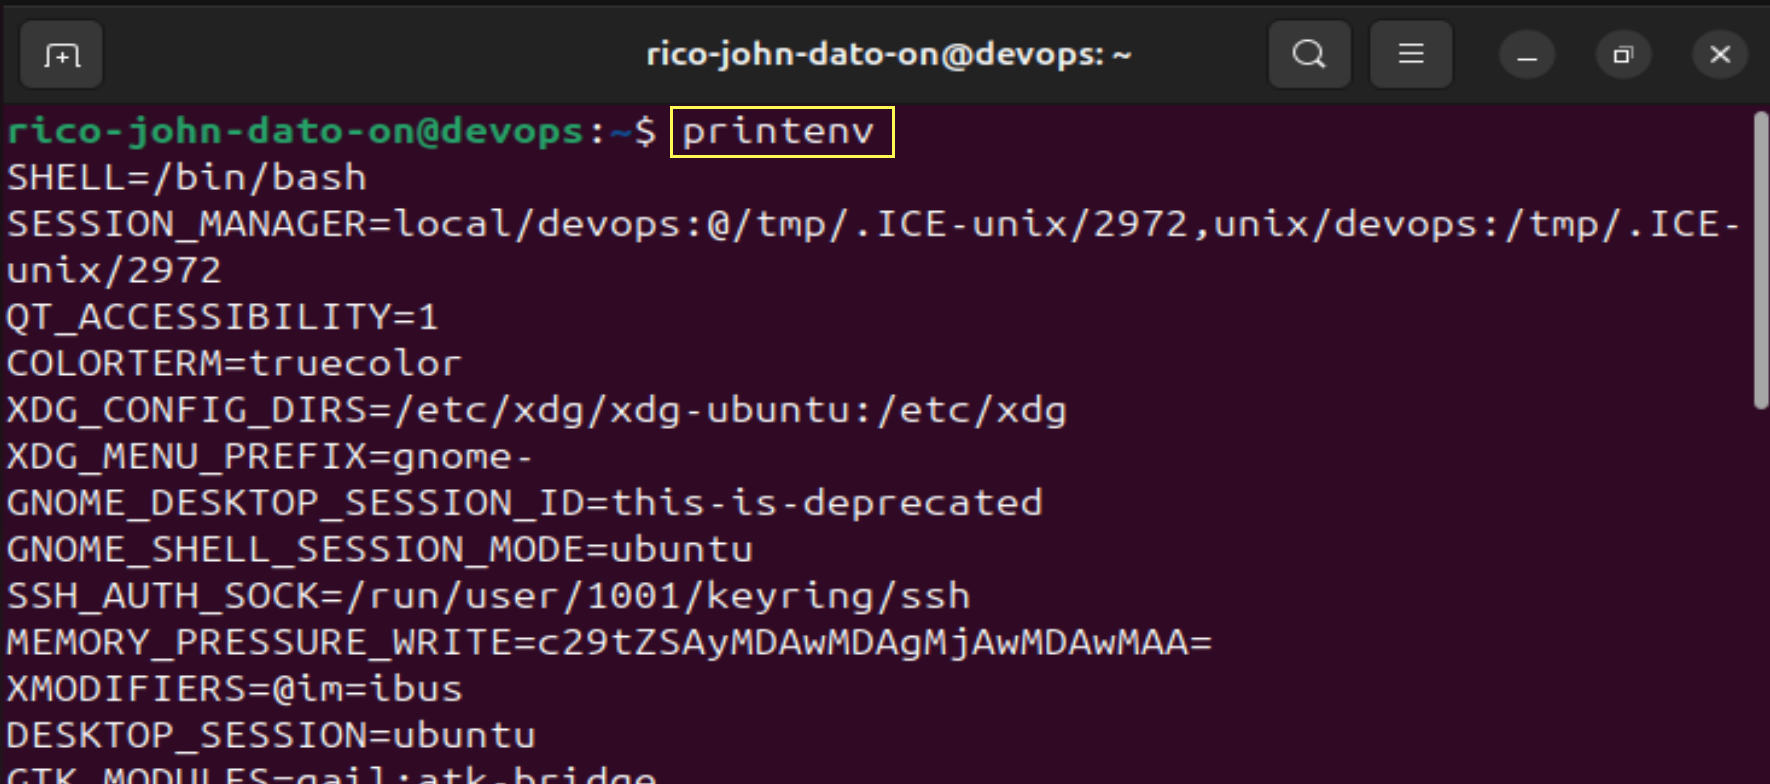 rico-john-dato-on@devops: ~
rico-john-dato-on@devops:~$ printenv
SHELL=/bin/bash
SESSION_MANAGER=local/devops:@/tmp/.ICE-unix/2972,unix/devops:/tmp/.ICE-
unix/2972
QT_ACCESSIBILITY=1
COLORTERM=truecolor
XDG_CONFIG_DIRS=/etc/xdg/xdg-ubuntu:/etc/xdg
XDG_MENU_PREFIX=gnome-
GNOME_DESKTOP_SESSION_ID=this-is-deprecated
GNOME_SHELL_SESSION_MODE=ubuntu
SSH_AUTH_SOCK=/run/user/1001/keyring/ssh
MEMORY_PRESSURE_WRITE=c29tZSAyMDAwMDAgMjAwMDAwMAA=
XMODIFIERS=@im=ibus
DESKTOP_SESSION=ubuntu
GTK_MODULES=gail:atk-bridge